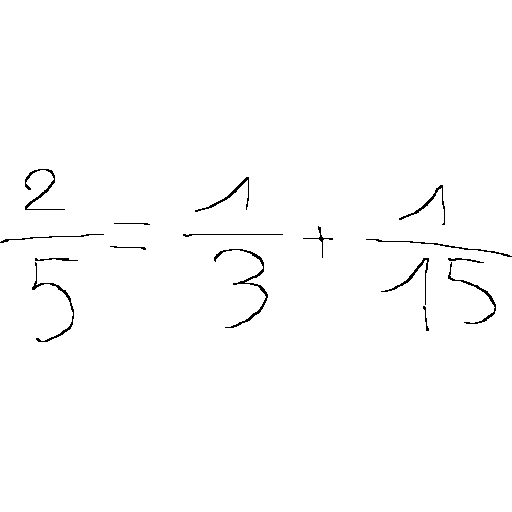 2/5 = 1/3 + 1/15